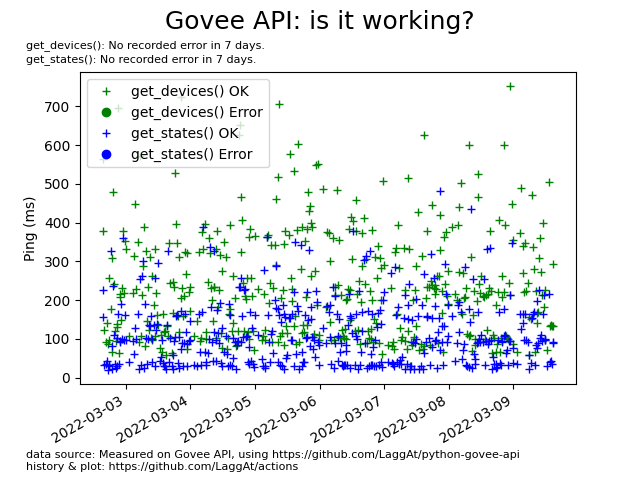 Govee API: is it working?
get_devices(): No recorded error in 7 days.
get_states(): No recorded error in 7 days.
get_devices() OK
get_devices() Error
get_states() OK
get_states() Error
Ping (ms)
700
600
500
400
300
200
100
0
2022-03-03
2022-03-04
2022-03-05
2022-03-06
2022-03-07
2022-03-08
2022-03-09
data source: Measured on Govee API, using https://github.com/LaggAt/python-govee-api
history & plot: https://github.com/LaggAt/actions